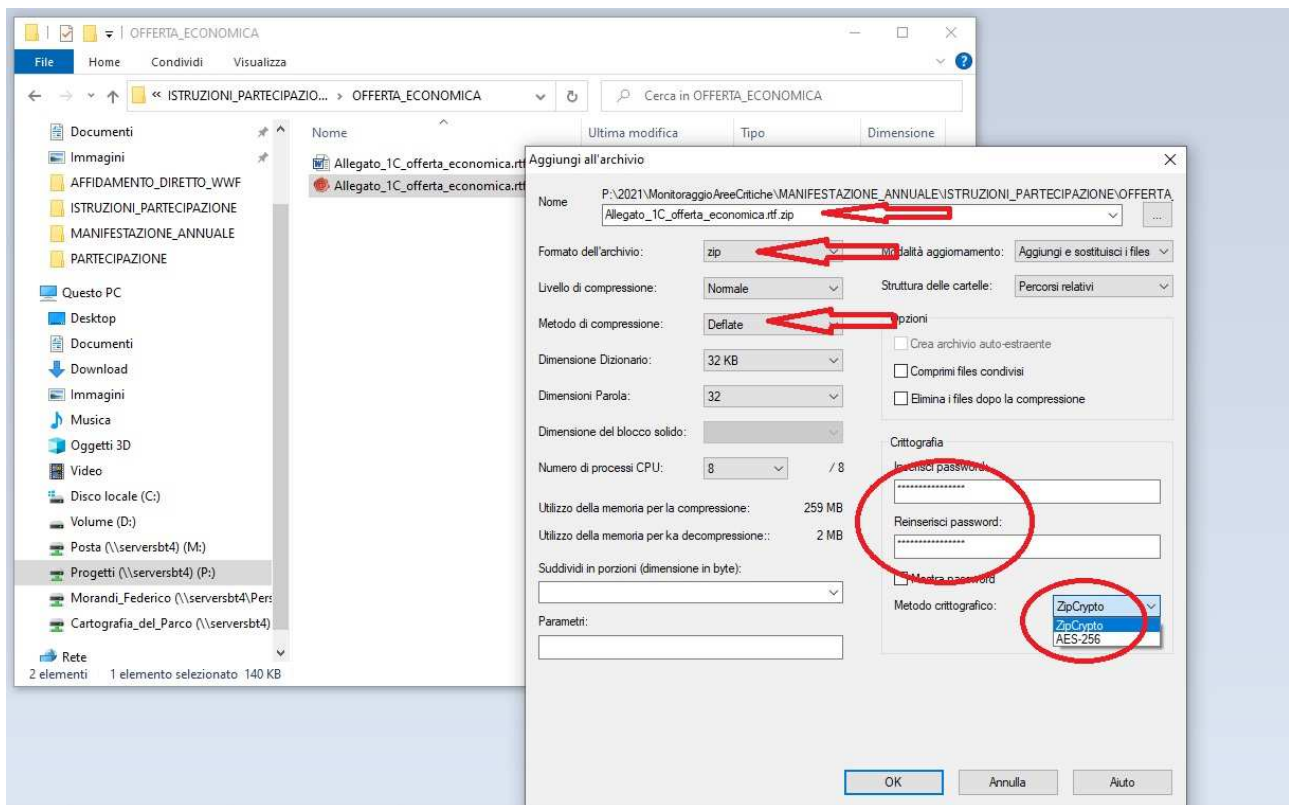 OFFERTA_ECONOMICA
File Home Condividi Visualizza
« ISTRUZIONI_PARTECIPAZIO... › OFFERTA_ECONOMICA
Cerca in OFFERTA_ECONOMICA
Documenti
Immagini
AFFIDAMENTO_DIRETTO_WWF
ISTRUZIONI_PARTECIPAZIONE
MANIFESTAZIONE_ANNUALE
PARTECIPAZIONE
Questo PC
Desktop
Documenti
Download
Immagini
Musica
Oggetti 3D
Video
Disco locale (C:)
Volume (D:)
Posta (\\serversbt4) (M:)
Progetti (\\serversbt4) (P:)
Morandi_Federico (\\serversbt4\Pers
Cartografia_del_Parco (\\serversbt4)
Rete
2 elementi 1 elemento selezionato 140 KB
Nome Ultima modifica Tipo Dimensione
Allegato_1C_offerta_economica.rtf
Allegato_1C_offerta_economica.rtf
Aggiungi all'archivio
Nome
P:\2021\MonitoraggioAreeCritiche\MANIFESTAZIONE_ANNUALE\ISTRUZIONI_PARTECIPAZIONE\OFFERTA_
Allegato_1C_offerta_economica.rtf.zip
...
Formato dell'archivio: zip
Livello di compressione: Normale
Metodo di compressione: Deflate
Dimensione Dizionario: 32 KB
Dimensioni Parola: 32
Dimensione del blocco solido:
Numero di processi CPU: 8 / 8
Utilizzo della memoria per la compressione: 259 MB
Utilizzo della memoria per ka decompressione:: 2 MB
Suddividi in porzioni (dimensione in byte):
Parametri:
Modalità aggiornamento: Aggiungi e sostituisci i files
Struttura delle cartelle: Percorsi relativi
Opzioni
Crea archivio auto-estraente
Comprimi files condivisi
Elimina i files dopo la compressione
Crittografia
Inserisci password:
****************
Reinserisci password:
****************
Mostra password
Metodo crittografico: ZipCrypto
ZipCrypto
AES-256
OK Annulla Aiuto